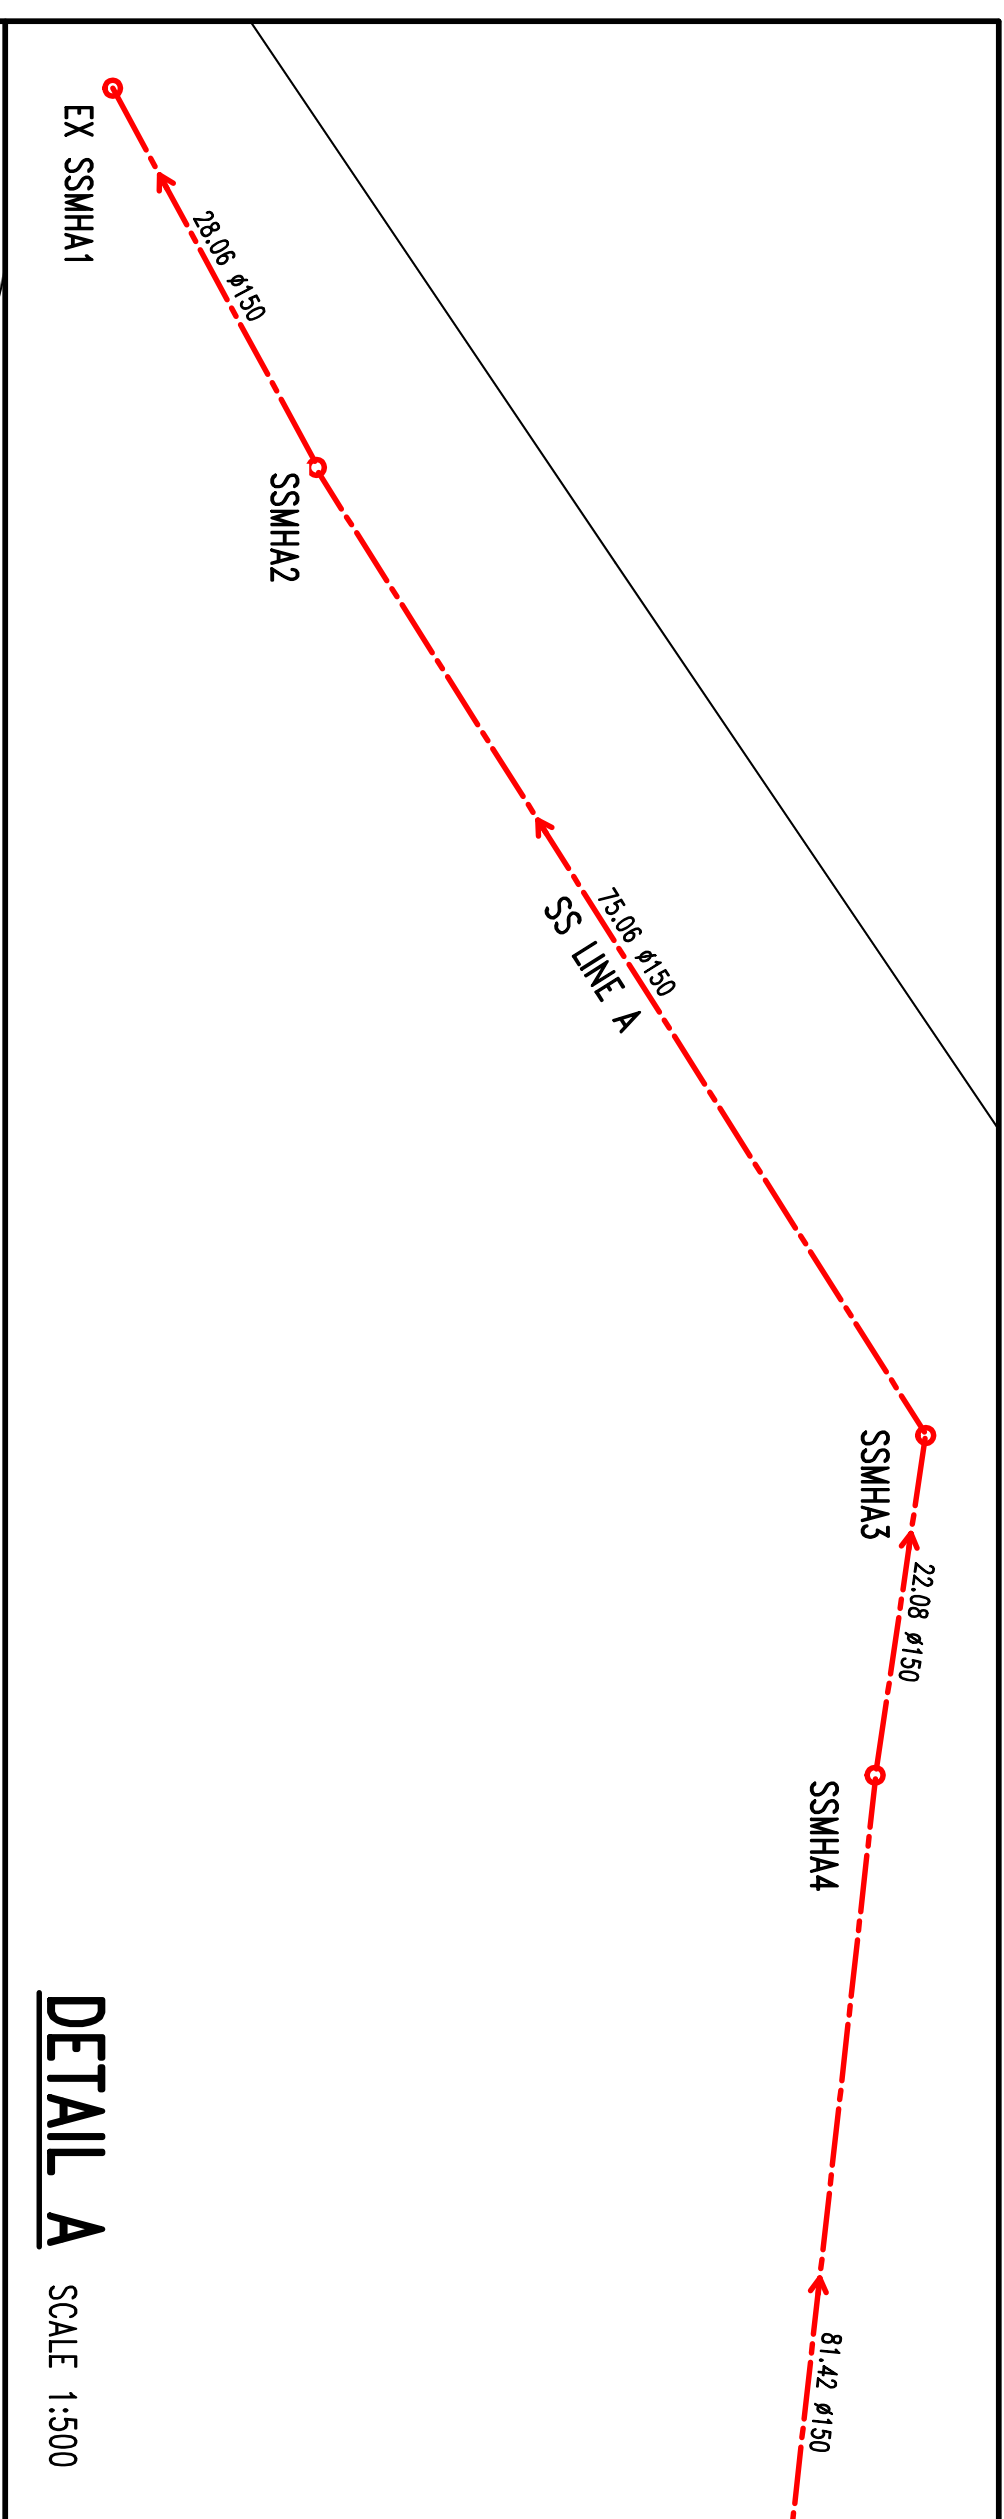 EX SSMHA1
28.06 ø150
SSMHA2
75.06 ø150
SS LINE A
SSMHA3
22.08 ø150
SSMHA4
81.42 ø150
DETAIL A
SCALE 1:500